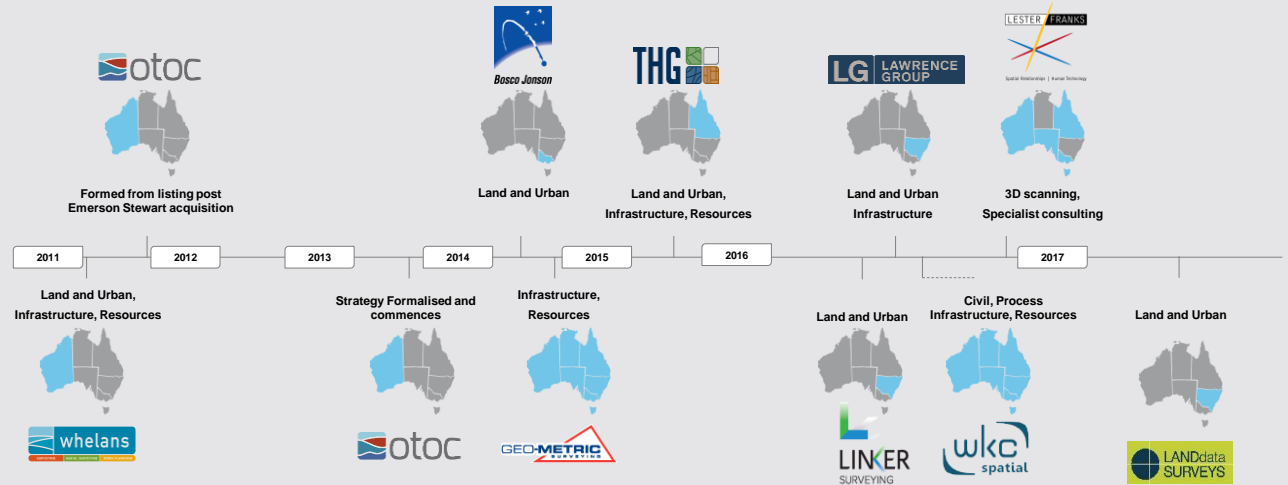 otoc
Formed from listing post
Emerson Stewart acquisition
Bosco Jonson
Land and Urban
THG
Land and Urban,
Infrastructure, Resources
LG LAWRENCE
GROUP
Land and Urban
Infrastructure
LESTER FRANKS
Spatial Relationships | Human Technology
3D scanning,
Specialist consulting
2011
2012
2013
2014
2015
2016
2017
Land and Urban,
Infrastructure, Resources
whelans
Strategy Formalised and
commences
otoc
Infrastructure,
Resources
GEO-METRIC
SURVEYING
Land and Urban
LINKER
SURVEYING
Civil, Process
Infrastructure, Resources
wkc
spatial
Land and Urban
LANDdata
SURVEYS